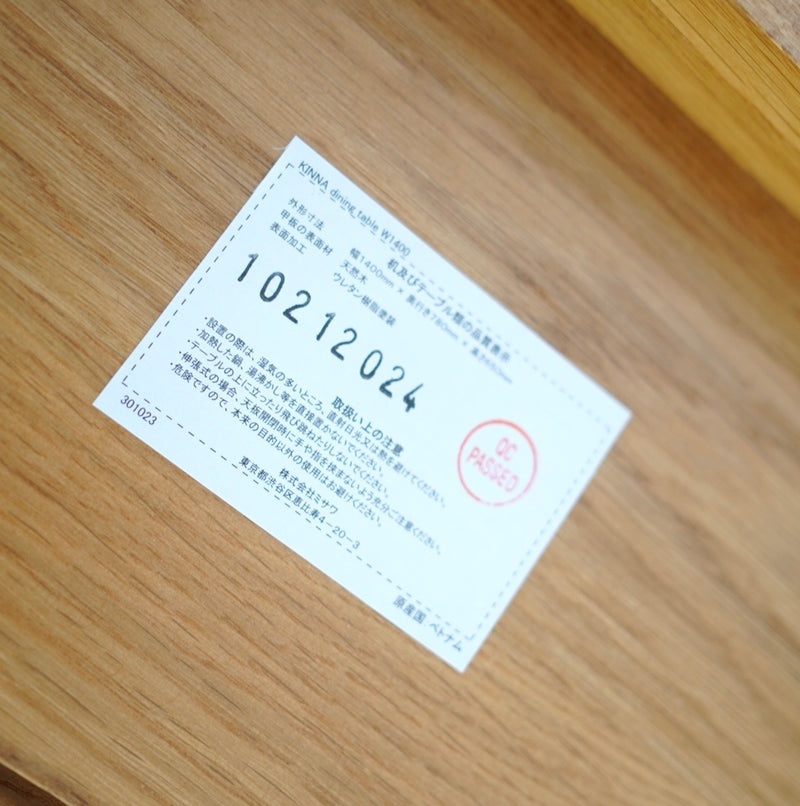 KINNA dining table W1400
机及びテーブル類の品質表示
外形寸法 幅1400mm × 奥行き780mm ×
甲板の表面材 天然木
表面加工 ウレタン樹脂塗装
10212024
取扱い上の注意
・設置の際は、湿気の多いところ、直射日光又は熱を避けてください。
・加熱した鍋、湯沸かし等を直接置かないでください。
・テーブルの上に立ったり飛び跳ねたりしないでください。
・伸張式の場合、天板開閉時に手や指を挟まないよう充分ご注意ください。
危険ですので、本来の目的以外の使用はお避けください。
QC
PASSED
株式会社ミサワ
東京都渋谷区恵比寿4-20-3
301023
原産国:ベトナム